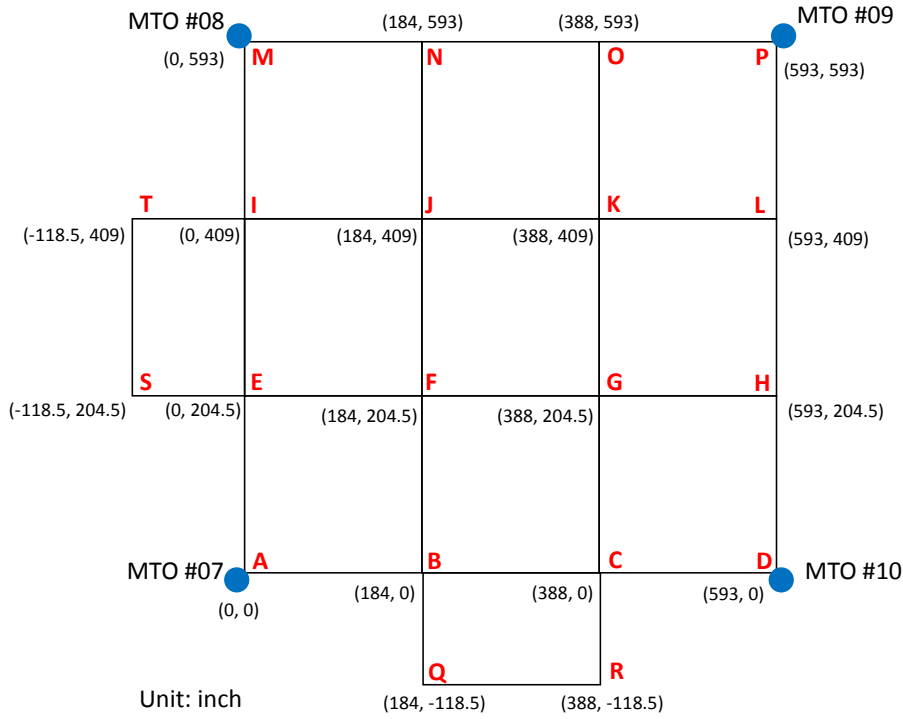 MTO #08
(184, 593)
(388, 593)
MTO #09
(0, 593)
M
N
O
P
(593, 593)
T
I
J
K
L
(-118.5, 409)
(0, 409)
(184, 409)
(388, 409)
(593, 409)
S
E
F
G
H
(-118.5, 204.5)
(0, 204.5)
(184, 204.5)
(388, 204.5)
(593, 204.5)
MTO #07
A
B
C
D
MTO #10
(0, 0)
(184, 0)
(388, 0)
(593, 0)
Q
R
Unit: inch
(184, -118.5)
(388, -118.5)